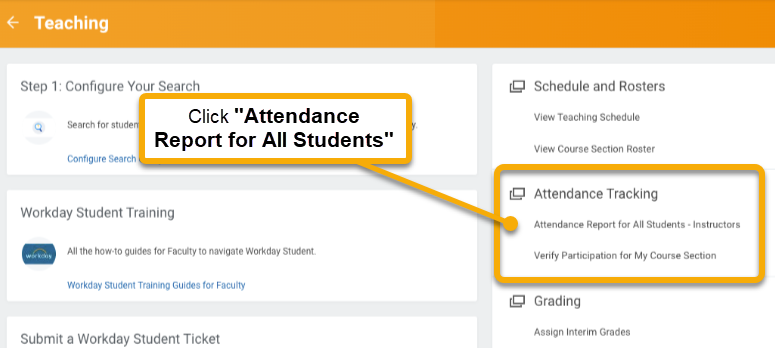 Teaching
Step 1: Configure Your Search
Search for studen
y.
Configure Search
Click "Attendance
Report for All Students"
Workday Student Training
workday
All the how-to guides for Faculty to navigate Workday Student.
Workday Student Training Guides for Faculty
Submit a Workday Student Ticket
Schedule and Rosters
View Teaching Schedule
View Course Section Roster
Attendance Tracking
Attendance Report for All Students - Instructors
Verify Participation for My Course Section
Grading
Assign Interim Grades